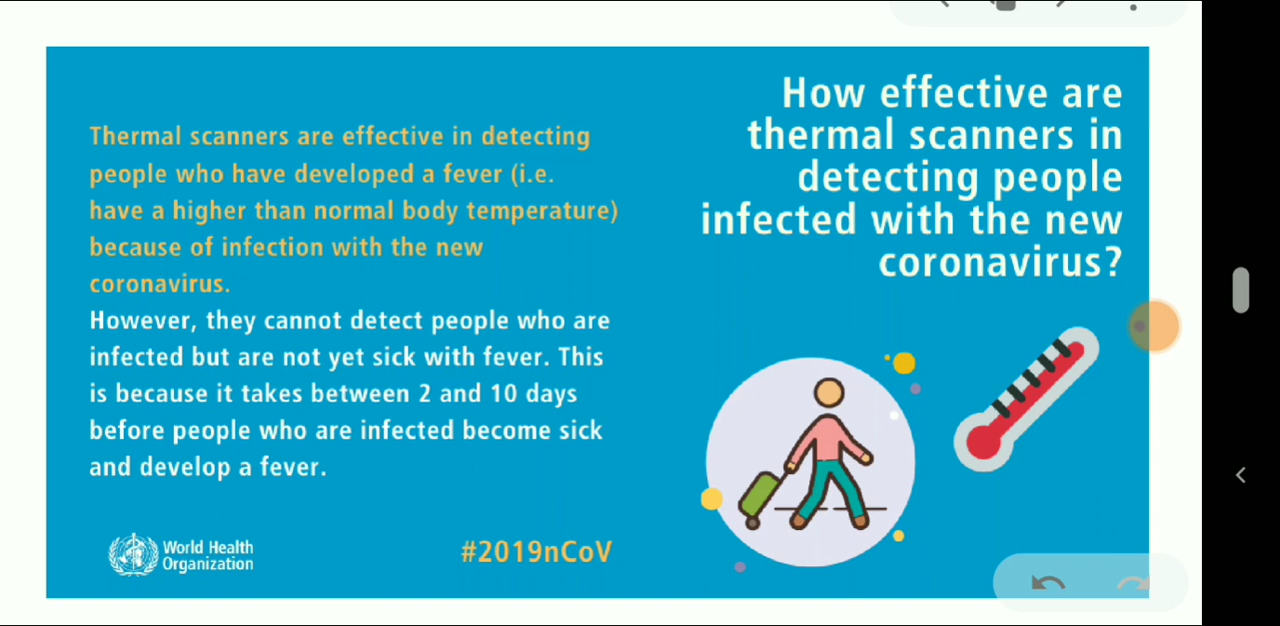 How effective are
thermal scanners in
detecting people
infected with the new
coronavirus?
Thermal scanners are effective in detecting
people who have developed a fever (i.e.
have a higher than normal body temperature)
because of infection with the new
coronavirus.
However, they cannot detect people who are
infected but are not yet sick with fever. This
is because it takes between 2 and 10 days
before people who are infected become sick
and develop a fever.
World Health
Organization
#2019nCoV